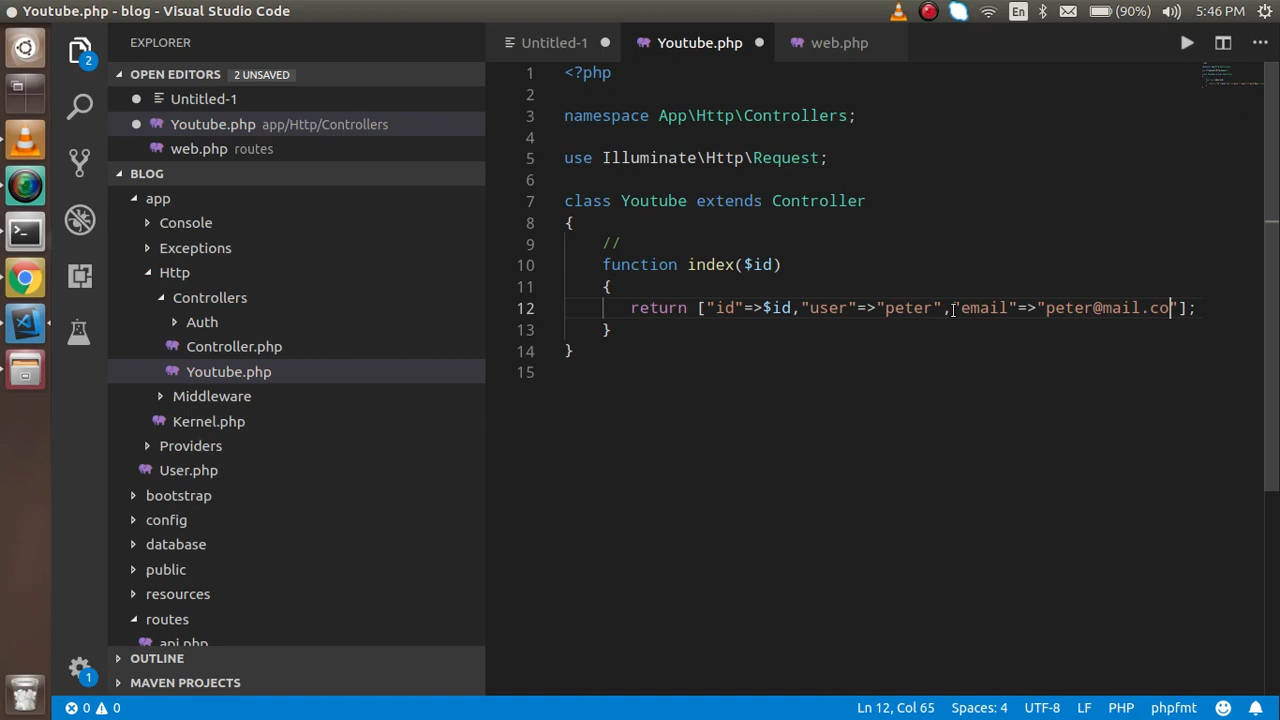 Youtube.php - blog - Visual Studio Code
En
(90%)
5:46 PM
EXPLORER
Untitled-1
Youtube.php
web.php
2
OPEN EDITORS 2 UNSAVED
Untitled-1
Youtube.php app/Http/Controllers
web.php routes
BLOG
app
Console
Exceptions
Http
Controllers
Auth
Controller.php
Youtube.php
Middleware
Kernel.php
Providers
User.php
bootstrap
config
database
public
resources
routes
api.php
OUTLINE
MAVEN PROJECTS
1
1 <?php
2
3 namespace App\Http\Controllers;
4
5 use Illuminate\Http\Request;
6
7 class Youtube extends Controller
8 {
9 //
10 function index($id)
11 {
12 return ["id"=>$id,"user"=>"peter","email"=>"peter@mail.co"];
13 }
14 }
15
0 0
Ln 12, Col 65
Spaces: 4
UTF-8
LF
PHP
phpfmt